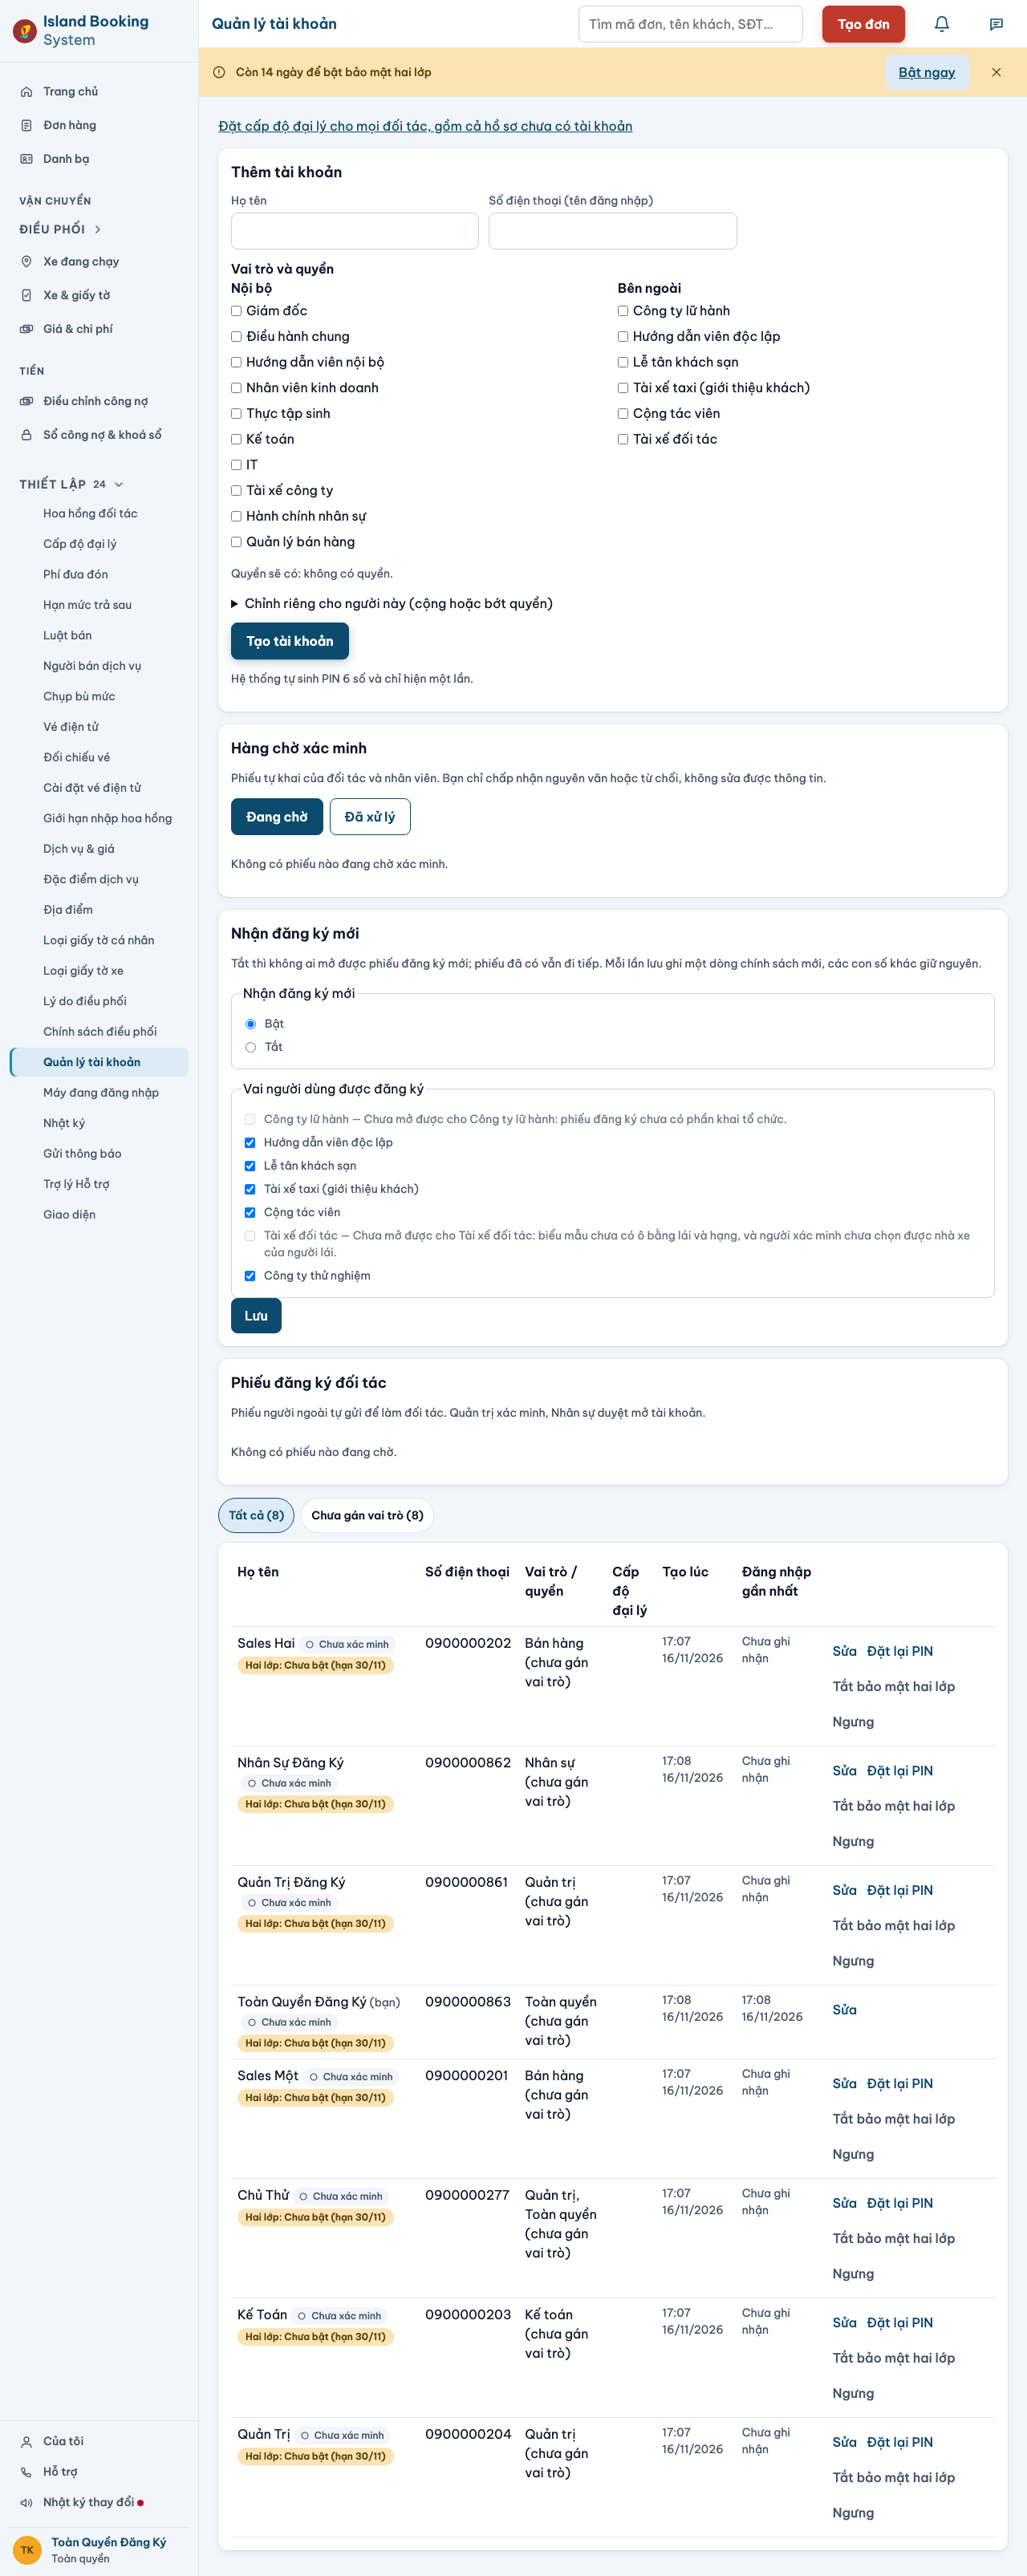 Island Booking
System
Trang chủ
Đơn hàng
Danh bạ
VẬN CHUYỂN
ĐIỀU PHỐI
Xe đang chạy
Xe & giấy tờ
Giá & chi phí
TIỀN
Điều chỉnh công nợ
Sổ công nợ & khoá sổ
THIẾT LẬP 24
Hoa hồng đối tác
Cấp độ đại lý
Phí đưa đón
Hạn mức trả sau
Luật bán
Người bán dịch vụ
Chụp bù mức
Vé điện tử
Đối chiếu vé
Cài đặt vé điện tử
Giới hạn nhập hoa hồng
Dịch vụ & giá
Đặc điểm dịch vụ
Địa điểm
Loại giấy tờ cá nhân
Loại giấy tờ xe
Lý do điều phối
Chính sách điều phối
Quản lý tài khoản
Máy đang đăng nhập
Nhật ký
Gửi thông báo
Trợ lý Hỗ trợ
Giao diện
Của tôi
Hỗ trợ
Nhật ký thay đổi
TK
Toàn Quyền Đăng Ký
Toàn quyền
Quản lý tài khoản
Tìm mã đơn, tên khách, SĐT...
Tạo đơn
Còn 14 ngày để bật bảo mật hai lớp
Bật ngay
Đặt cấp độ đại lý cho mọi đối tác, gồm cả hồ sơ chưa có tài khoản
Thêm tài khoản
Họ tên
Số điện thoại (tên đăng nhập)
Vai trò và quyền
Nội bộ
Giám đốc
Điều hành chung
Hướng dẫn viên nội bộ
Nhân viên kinh doanh
Thực tập sinh
Kế toán
IT
Tài xế công ty
Hành chính nhân sự
Quản lý bán hàng
Bên ngoài
Công ty lữ hành
Hướng dẫn viên độc lập
Lễ tân khách sạn
Tài xế taxi (giới thiệu khách)
Cộng tác viên
Tài xế đối tác
Quyền sẽ có: không có quyền.
Chỉnh riêng cho người này (cộng hoặc bớt quyền)
Tạo tài khoản
Hệ thống tự sinh PIN 6 số và chỉ hiện một lần.
Hàng chờ xác minh
Phiếu tự khai của đối tác và nhân viên. Bạn chỉ chấp nhận nguyên văn hoặc từ chối, không sửa được thông tin.
Đang chờ
Đã xử lý
Không có phiếu nào đang chờ xác minh.
Nhận đăng ký mới
Tắt thì không ai mở được phiếu đăng ký mới; phiếu đã có vẫn đi tiếp. Mỗi lần lưu ghi một dòng chính sách mới, các con số khác giữ nguyên.
Nhận đăng ký mới
Bật
Tắt
Vai người dùng được đăng ký
Công ty lữ hành — Chưa mở được cho Công ty lữ hành: phiếu đăng ký chưa có phần khai tổ chức.
Hướng dẫn viên độc lập
Lễ tân khách sạn
Tài xế taxi (giới thiệu khách)
Cộng tác viên
Tài xế đối tác — Chưa mở được cho Tài xế đối tác: biểu mẫu chưa có ô bằng lái và hạng, và người xác minh chưa chọn được nhà xe
của người lái.
Công ty thử nghiệm
Lưu
Phiếu đăng ký đối tác
Phiếu người ngoài tự gửi để làm đối tác. Quản trị xác minh, Nhân sự duyệt mở tài khoản.
Không có phiếu nào đang chờ.
Tất cả (8)
Chưa gán vai trò (8)
Họ tên
Số điện thoại
Vai trò /
quyền
Cấp
độ
đại lý
Tạo lúc
Đăng nhập
gần nhất
Sales Hai Chưa xác minh
Hai lớp: Chưa bật (hạn 30/11)
0900000202
Bán hàng
(chưa gán
vai trò)
17:07
16/11/2026
Chưa ghi
nhận
Sửa Đặt lại PIN
Tắt bảo mật hai lớp
Ngưng
Nhân Sự Đăng Ký
Chưa xác minh
Hai lớp: Chưa bật (hạn 30/11)
0900000862
Nhân sự
(chưa gán
vai trò)
17:08
16/11/2026
Chưa ghi
nhận
Sửa Đặt lại PIN
Tắt bảo mật hai lớp
Ngưng
Quản Trị Đăng Ký
Chưa xác minh
Hai lớp: Chưa bật (hạn 30/11)
0900000861
Quản trị
(chưa gán
vai trò)
17:07
16/11/2026
Chưa ghi
nhận
Sửa Đặt lại PIN
Tắt bảo mật hai lớp
Ngưng
Toàn Quyền Đăng Ký (bạn)
Chưa xác minh
Hai lớp: Chưa bật (hạn 30/11)
0900000863
Toàn quyền
(chưa gán
vai trò)
17:08
16/11/2026
17:08
16/11/2026
Sửa
Sales Một Chưa xác minh
Hai lớp: Chưa bật (hạn 30/11)
0900000201
Bán hàng
(chưa gán
vai trò)
17:07
16/11/2026
Chưa ghi
nhận
Sửa Đặt lại PIN
Tắt bảo mật hai lớp
Ngưng
Chủ Thử Chưa xác minh
Hai lớp: Chưa bật (hạn 30/11)
0900000277
Quản trị,
Toàn quyền
(chưa gán
vai trò)
17:07
16/11/2026
Chưa ghi
nhận
Sửa Đặt lại PIN
Tắt bảo mật hai lớp
Ngưng
Kế Toán Chưa xác minh
Hai lớp: Chưa bật (hạn 30/11)
0900000203
Kế toán
(chưa gán
vai trò)
17:07
16/11/2026
Chưa ghi
nhận
Sửa Đặt lại PIN
Tắt bảo mật hai lớp
Ngưng
Quản Trị Chưa xác minh
Hai lớp: Chưa bật (hạn 30/11)
0900000204
Quản trị
(chưa gán
vai trò)
17:07
16/11/2026
Chưa ghi
nhận
Sửa Đặt lại PIN
Tắt bảo mật hai lớp
Ngưng